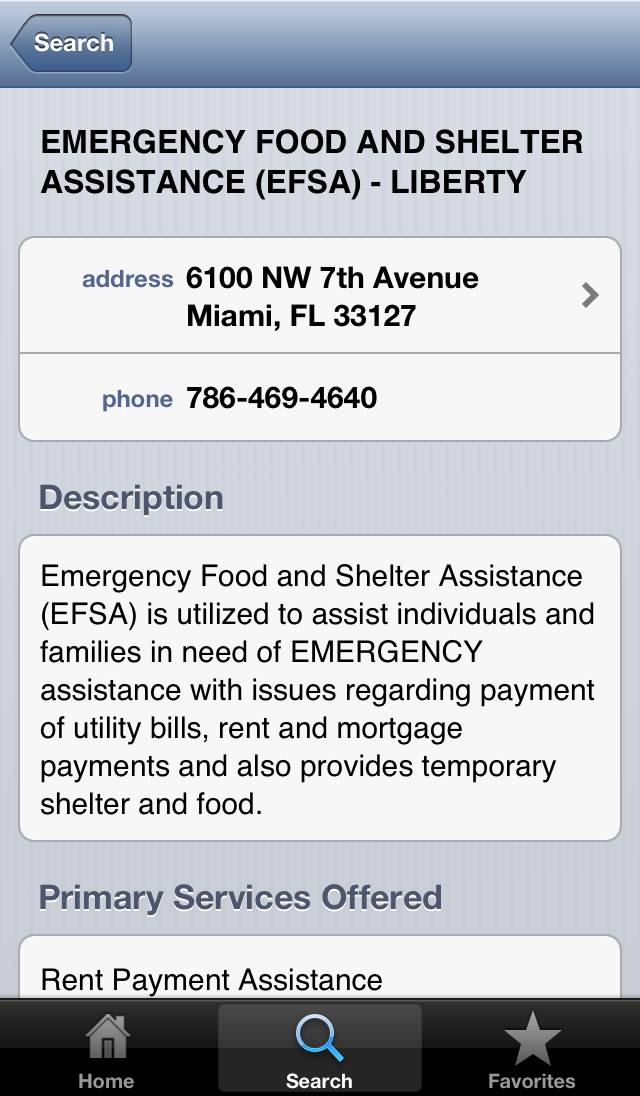 Search
EMERGENCY FOOD AND SHELTER
ASSISTANCE (EFSA) - LIBERTY
address 6100 NW 7th Avenue
Miami, FL 33127
phone 786-469-4640
Description
Emergency Food and Shelter Assistance
(EFSA) is utilized to assist individuals and
families in need of EMERGENCY
assistance with issues regarding payment
of utility bills, rent and mortgage
payments and also provides temporary
shelter and food.
Primary Services Offered
Rent Payment Assistance
Home Search Favorites